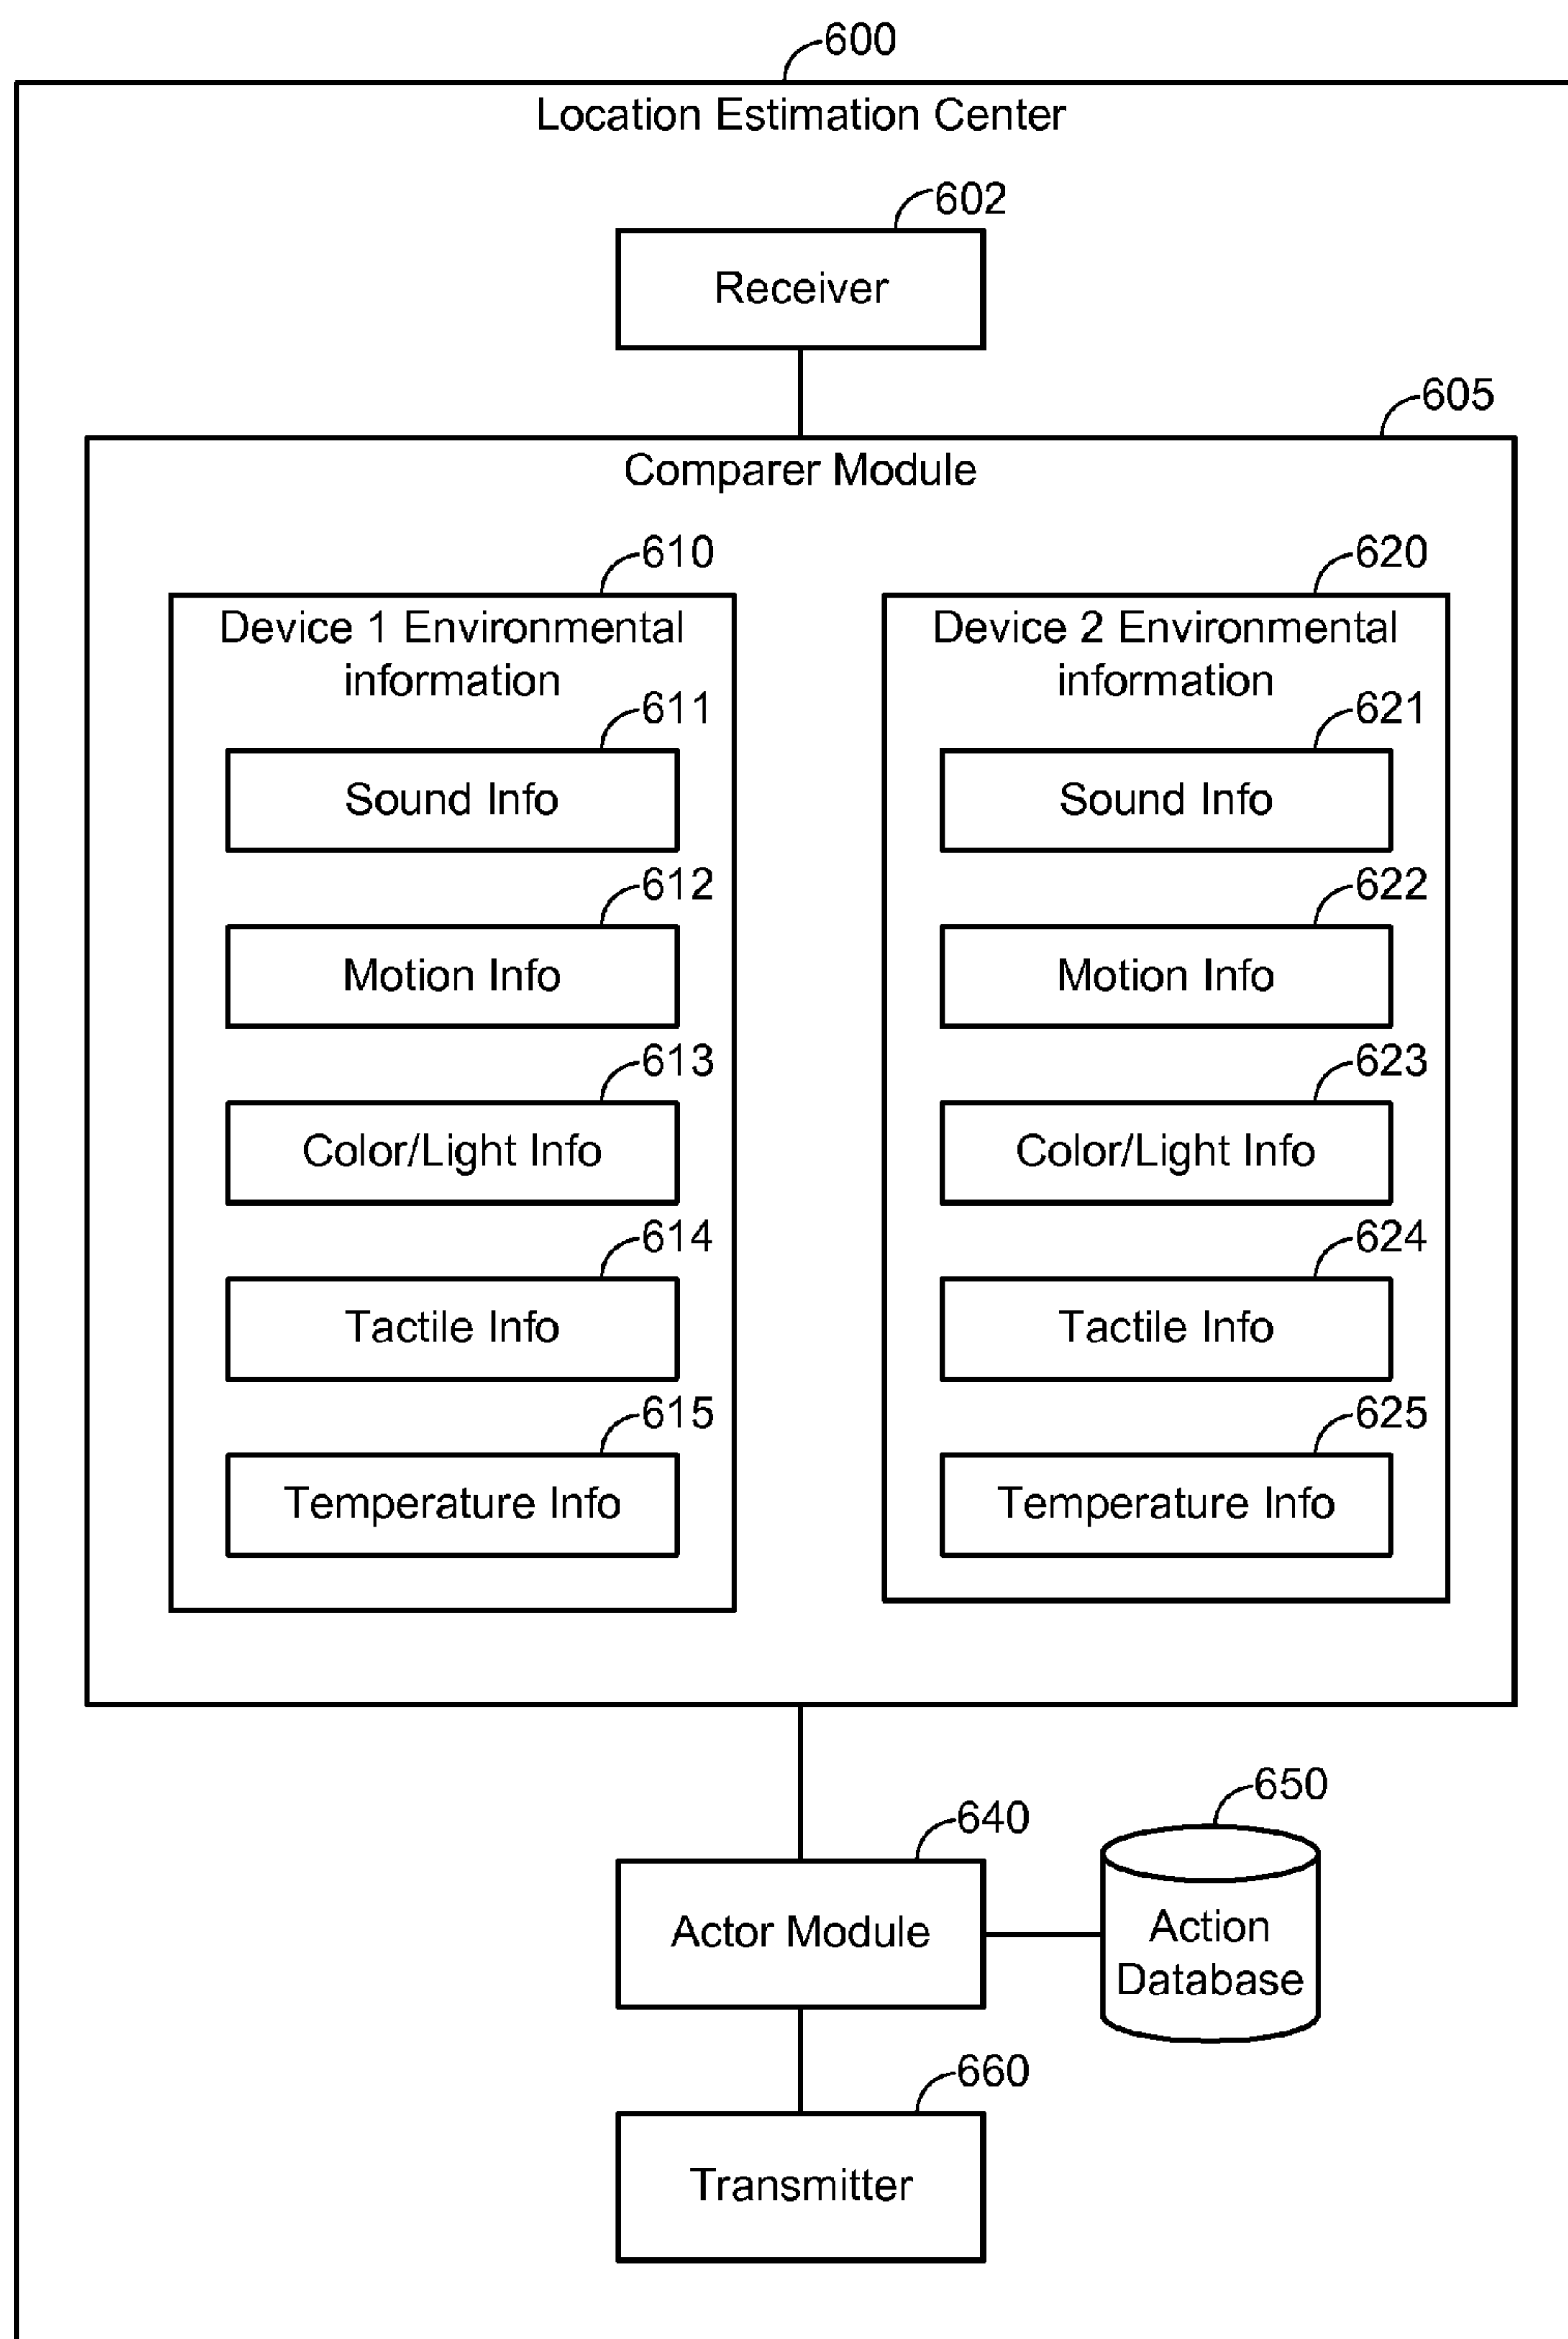 600
Location Estimation Center
602
Receiver
605
Comparer Module
610
Device 1 Environmental
information
611
Sound Info
612
Motion Info
613
Color/Light Info
614
Tactile Info
615
Temperature Info
620
Device 2 Environmental
information
621
Sound Info
622
Motion Info
623
Color/Light Info
624
Tactile Info
625
Temperature Info
640
Actor Module
650
Action
Database
660
Transmitter